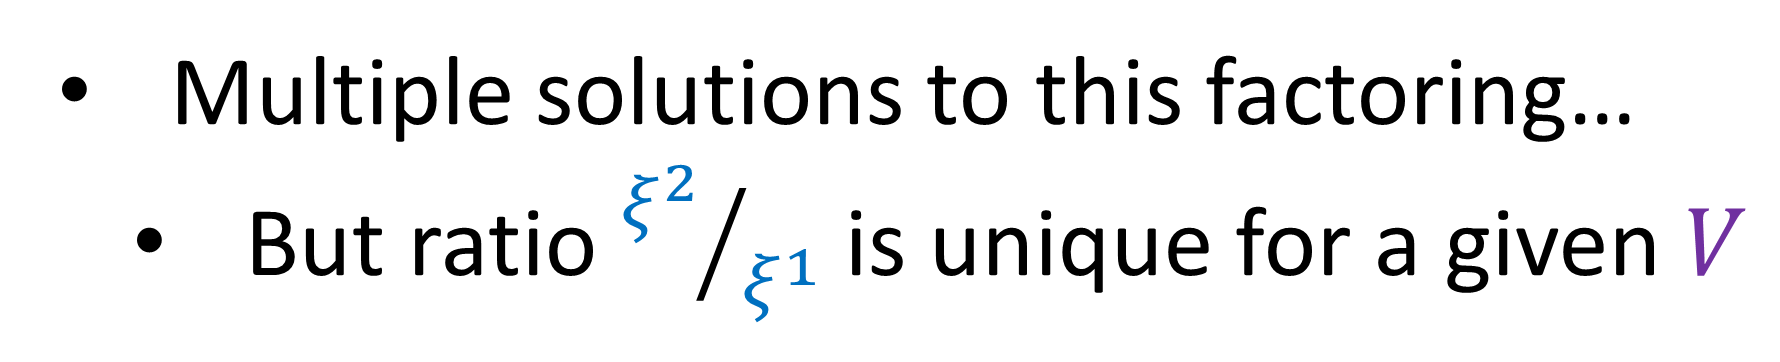 • Multiple solutions to this factoring…
• But ratio ξ²/ξ¹ is unique for a given V